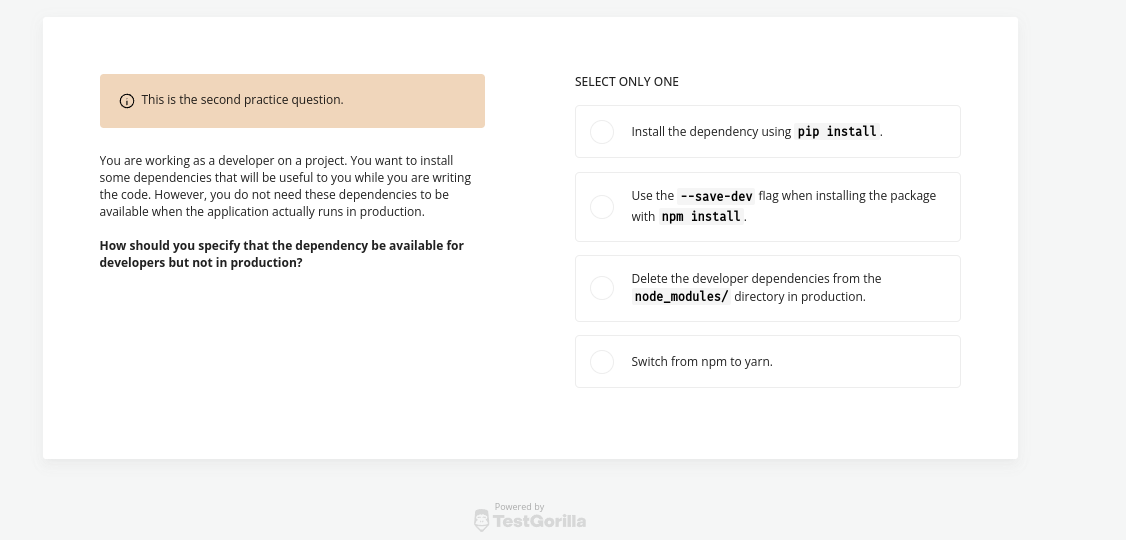 This is the second practice question.
You are working as a developer on a project. You want to install
some dependencies that will be useful to you while you are writing
the code. However, you do not need these dependencies to be
available when the application actually runs in production.
How should you specify that the dependency be available for
developers but not in production?
SELECT ONLY ONE
Install the dependency using pip install.
Use the --save-dev flag when installing the package
with npm install.
Delete the developer dependencies from the
node_modules/ directory in production.
Switch from npm to yarn.
Powered by
TestGorilla